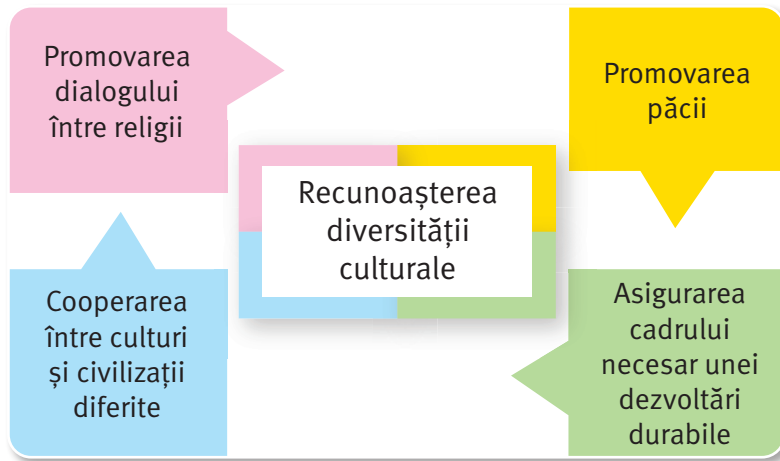 Promovarea
dialogului
între religii
Promovarea
păcii
Recunoașterea
diversității
culturale
Cooperarea
între culturi
și civilizații
diferite
Asigurarea
cadrului
necesar unei
dezvoltări
durabile